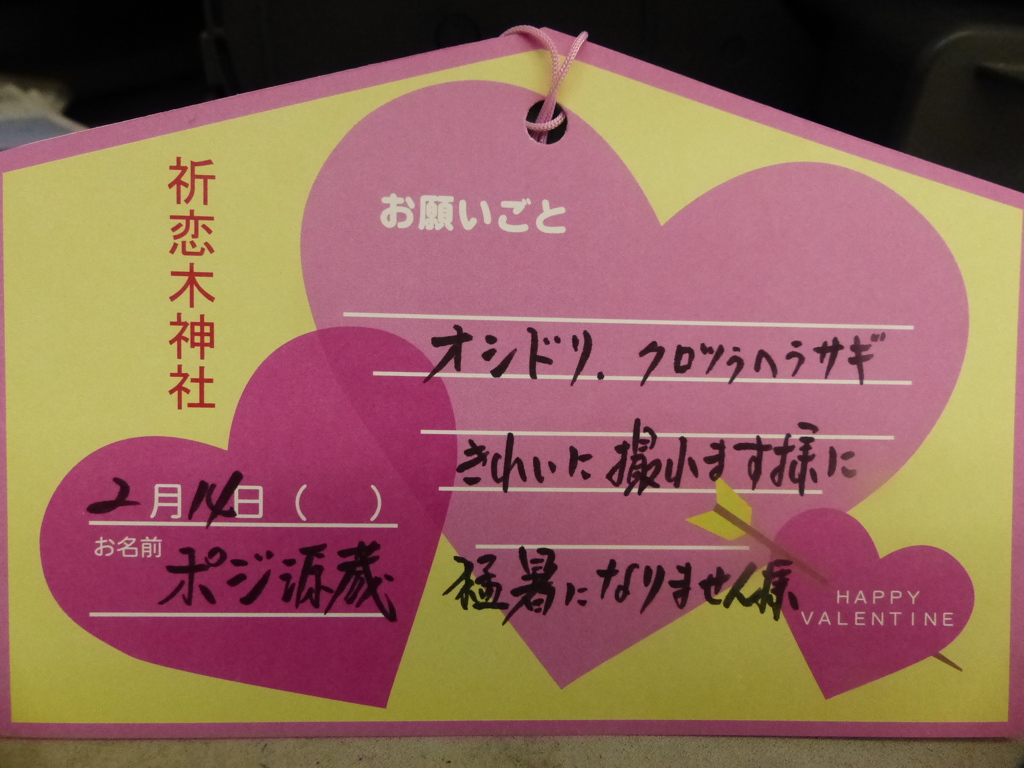 祈恋木神社
お願いごと
オシドリ. クロツラヘラサギ
きれいに撮れます様に
猛暑になりません様
2月14日（　）
お名前 ポジ源蔵
HAPPY
VALENTINE